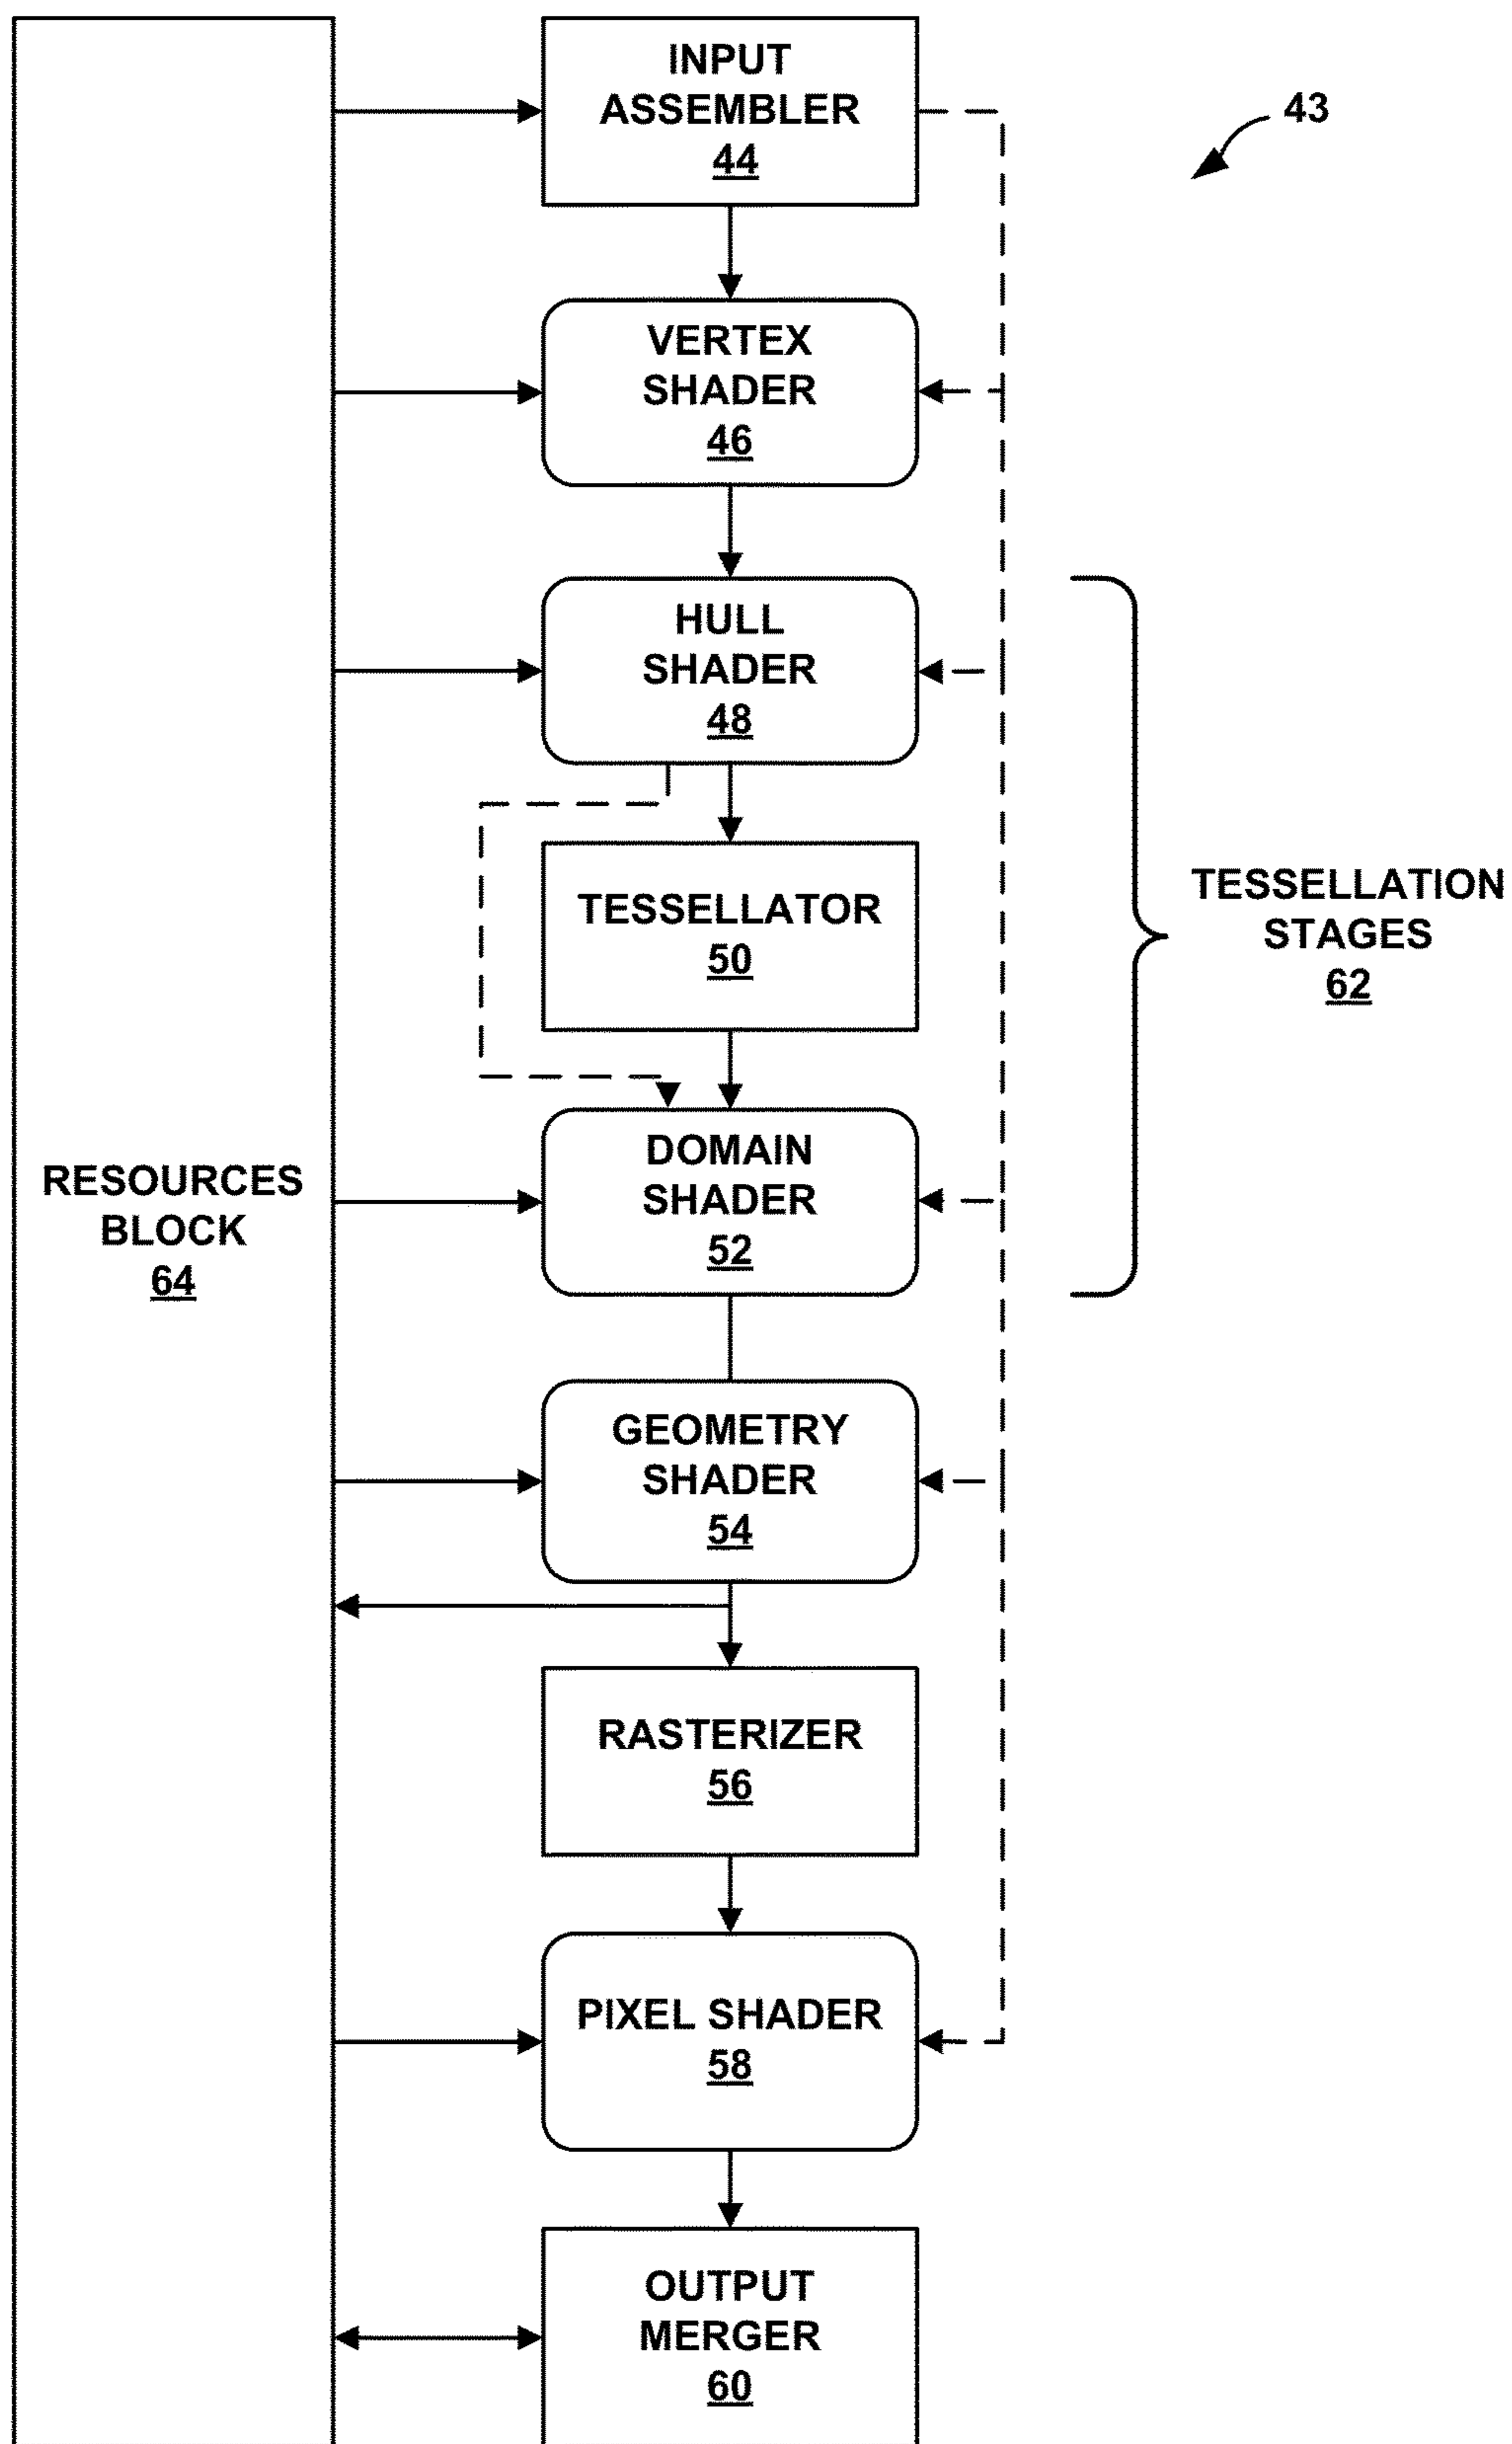 INPUT
ASSEMBLER
44
43
VERTEX
SHADER
46
HULL
SHADER
48
TESSELLATOR
50
TESSELLATION
STAGES
62
DOMAIN
SHADER
52
RESOURCES
BLOCK
64
GEOMETRY
SHADER
54
RASTERIZER
56
PIXEL SHADER
58
OUTPUT
MERGER
60